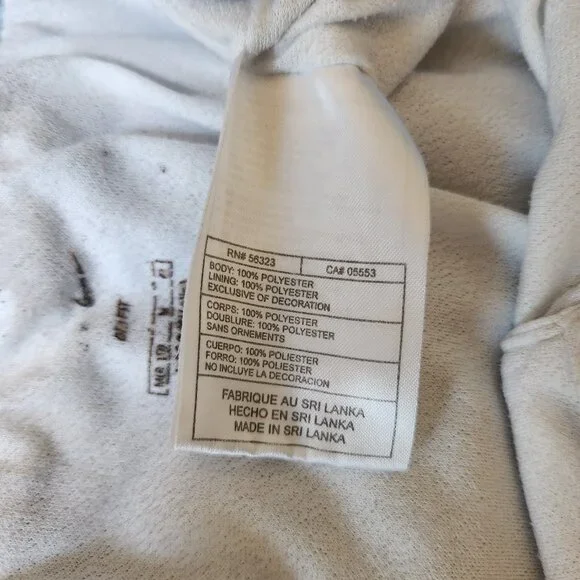 RN# 56323 CA# 05553
BODY: 100% POLYESTER
LINING: 100% POLYESTER
EXCLUSIVE OF DECORATION
CORPS: 100% POLYESTER
DOUBLURE: 100% POLYESTER
SANS ORNEMENTS
CUERPO: 100% POLIESTER
FORRO: 100% POLIESTER
NO INCLUYE LA DECORACION
FABRIQUE AU SRI LANKA
HECHO EN SRI LANKA
MADE IN SRI LANKA